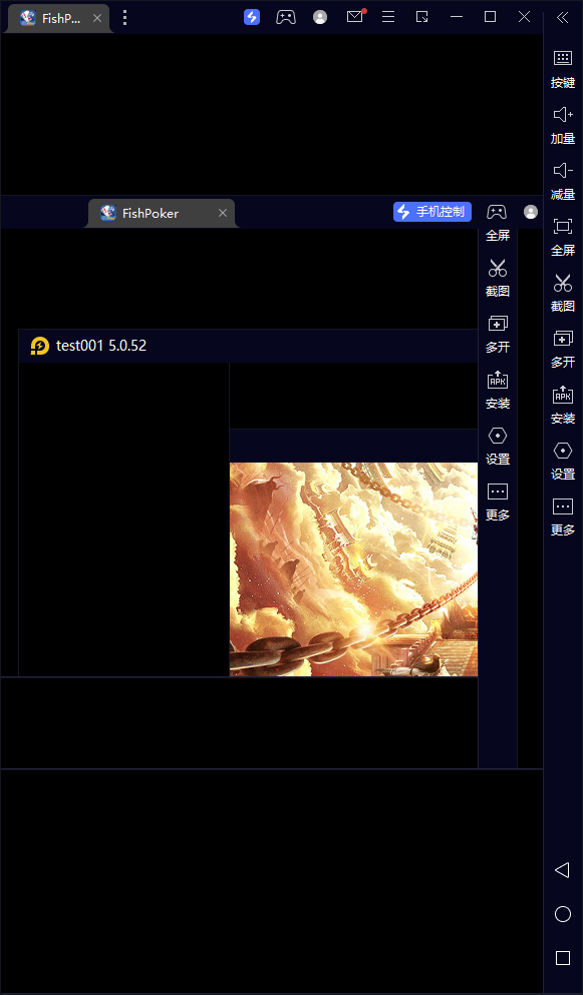 FishP...
按键
加量
减量
全屏
截图
多开
安装
设置
更多
FishPoker
手机控制
全屏
截图
多开
安装
设置
更多
test001 5.0.52
APK
APK